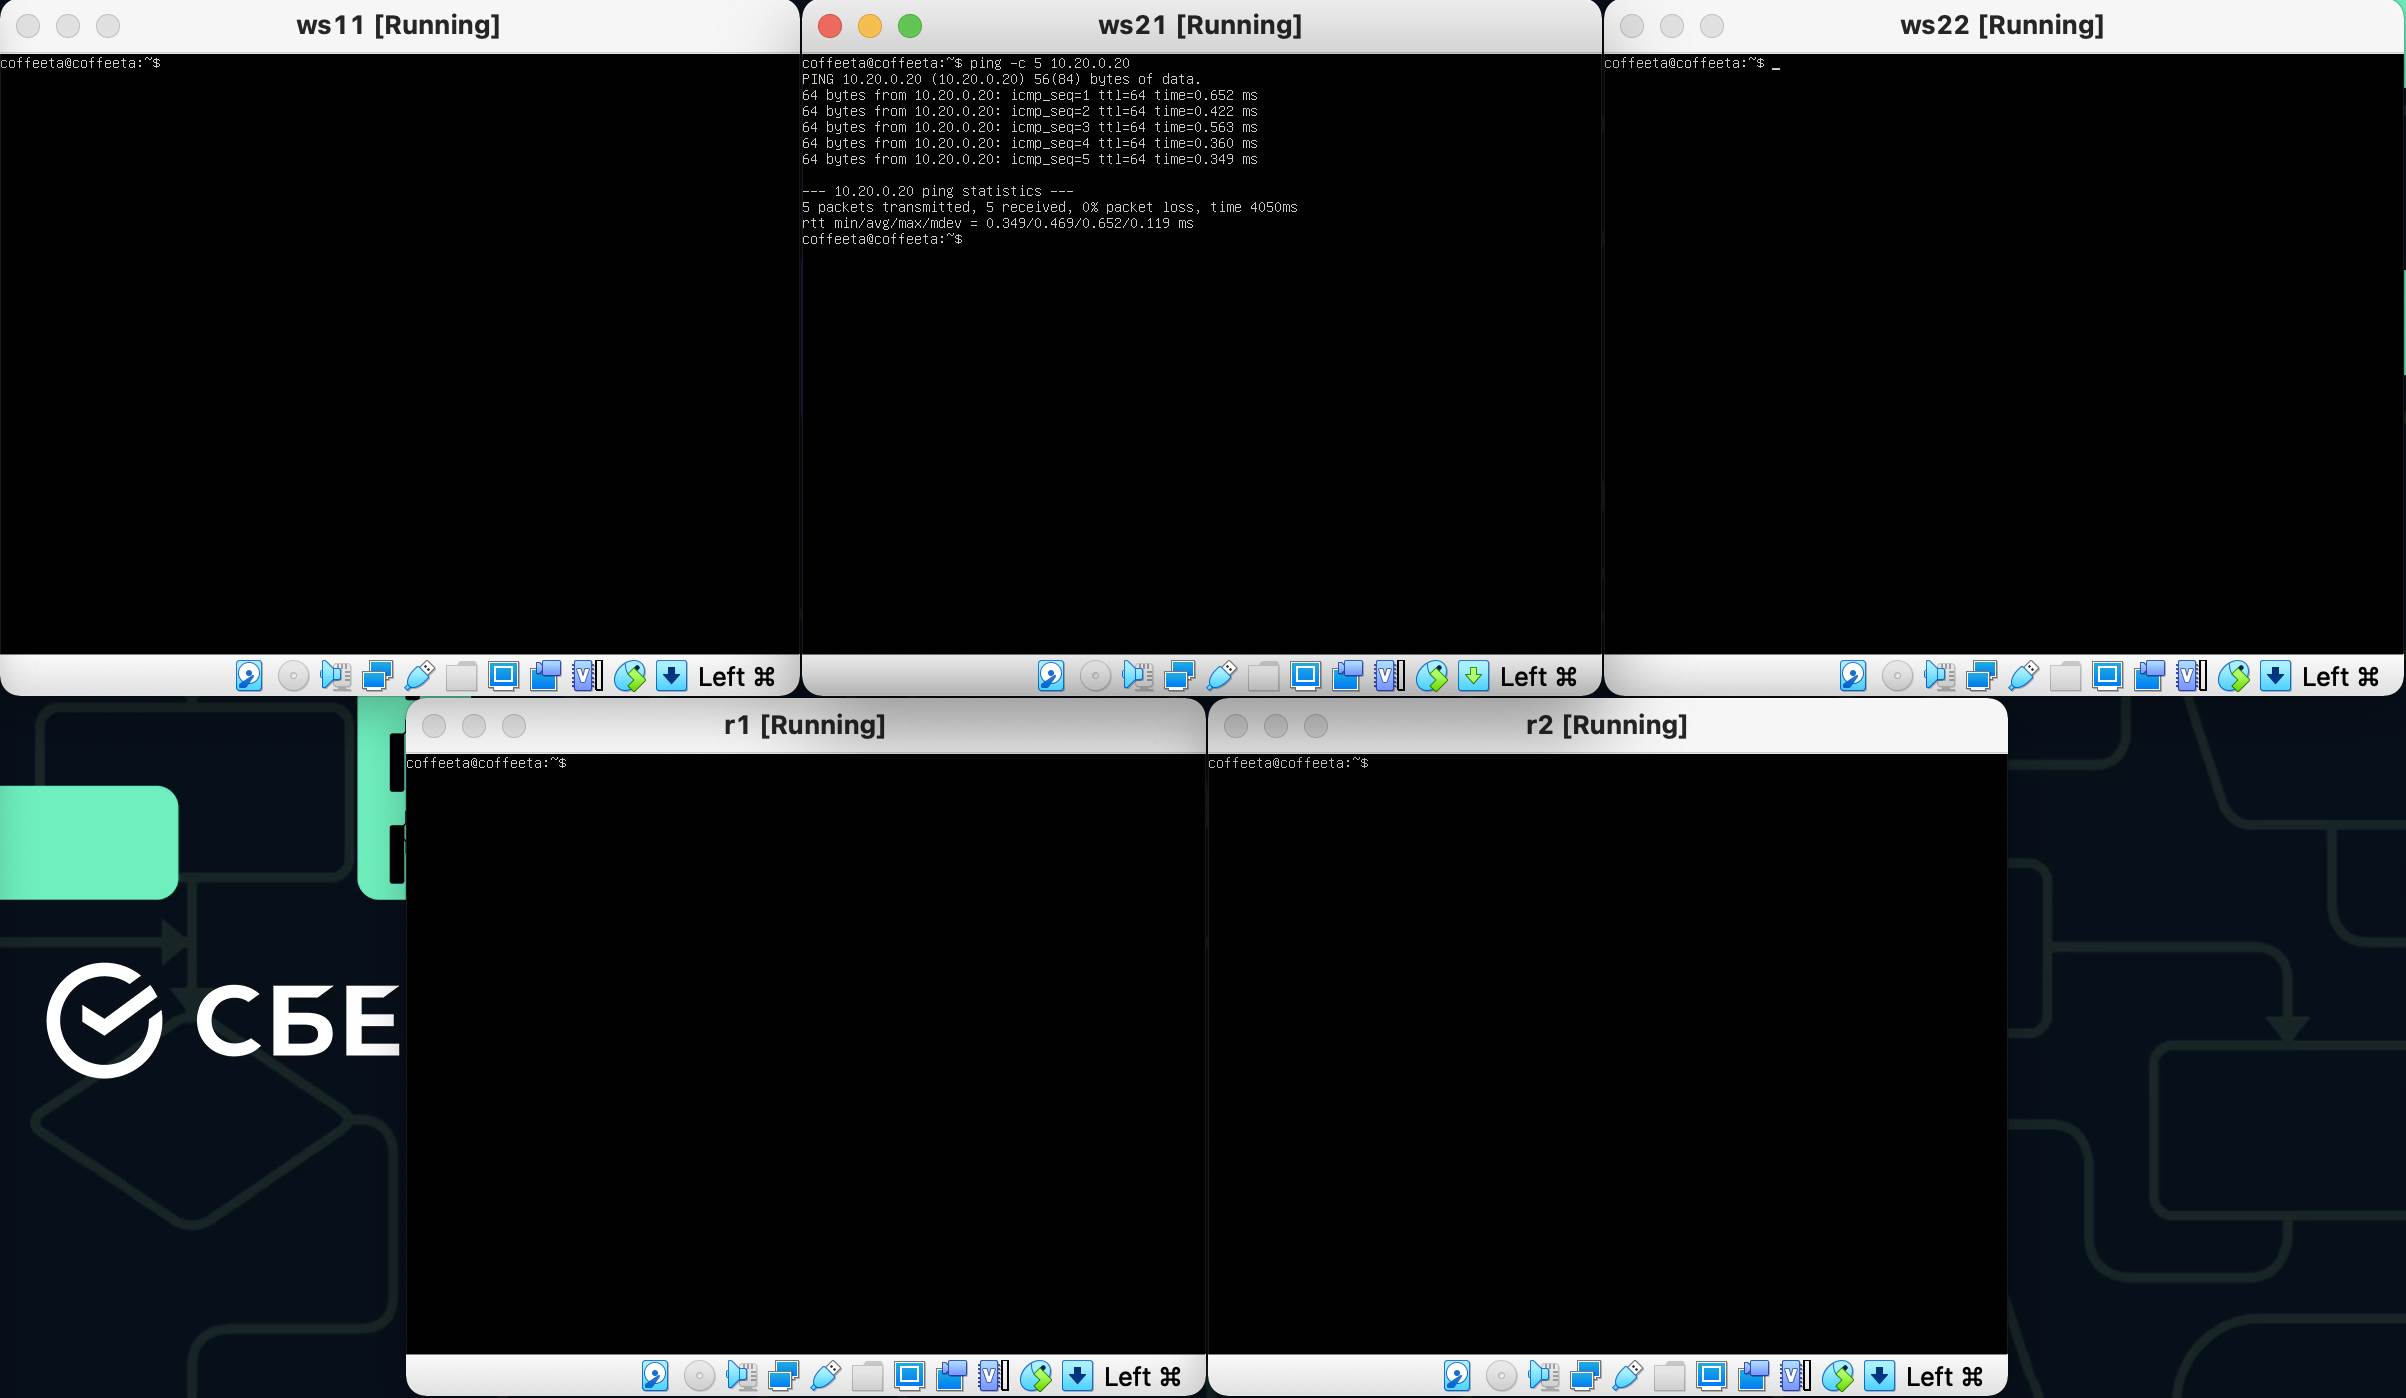 ws11 [Running]
coffeeta@coffeeta:~$
Left ⌘
ws21 [Running]
coffeeta@coffeeta:~$ ping -c 5 10.20.0.20
PING 10.20.0.20 (10.20.0.20) 56(84) bytes of data.
64 bytes from 10.20.0.20: icmp_seq=1 ttl=64 time=0.652 ms
64 bytes from 10.20.0.20: icmp_seq=2 ttl=64 time=0.422 ms
64 bytes from 10.20.0.20: icmp_seq=3 ttl=64 time=0.563 ms
64 bytes from 10.20.0.20: icmp_seq=4 ttl=64 time=0.360 ms
64 bytes from 10.20.0.20: icmp_seq=5 ttl=64 time=0.349 ms
--- 10.20.0.20 ping statistics ---
5 packets transmitted, 5 received, 0% packet loss, time 4050ms
rtt min/avg/max/mdev = 0.349/0.469/0.652/0.119 ms
coffeeta@coffeeta:~$
Left ⌘
ws22 [Running]
coffeeta@coffeeta:~$ _
Left ⌘
r1 [Running]
coffeeta@coffeeta:~$
Left ⌘
r2 [Running]
coffeeta@coffeeta:~$
Left ⌘
СБЕ